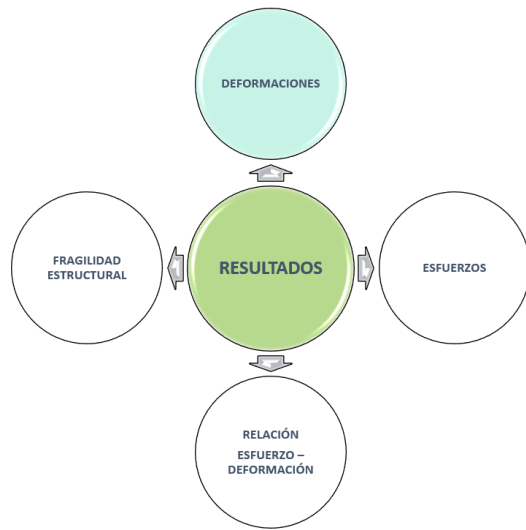 DEFORMACIONES
FRAGILIDAD
ESTRUCTURAL
RESULTADOS
ESFUERZOS
RELACIÓN
ESFUERZO –
DEFORMACIÓN